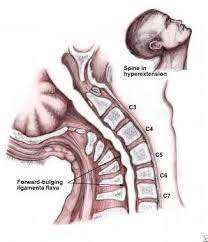 Spine in
hyperextension
C3
C4
C5
Forward-bulging
ligamenta flava
C6
C7